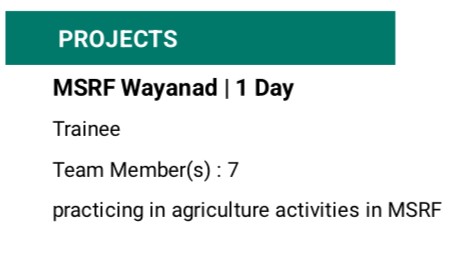 PROJECTS
MSRF Wayanad | 1 Day
Trainee
Team Member(s) : 7
practicing in agriculture activities in MSRF